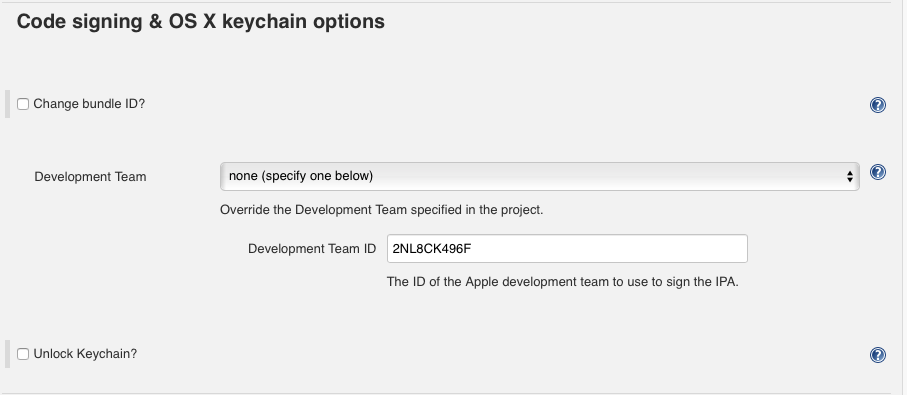 Code signing & OS X keychain options
Change bundle ID?
Development Team
none (specify one below)
Override the Development Team specified in the project.
Development Team ID
2NL8CK496F
The ID of the Apple development team to use to sign the IPA.
Unlock Keychain?